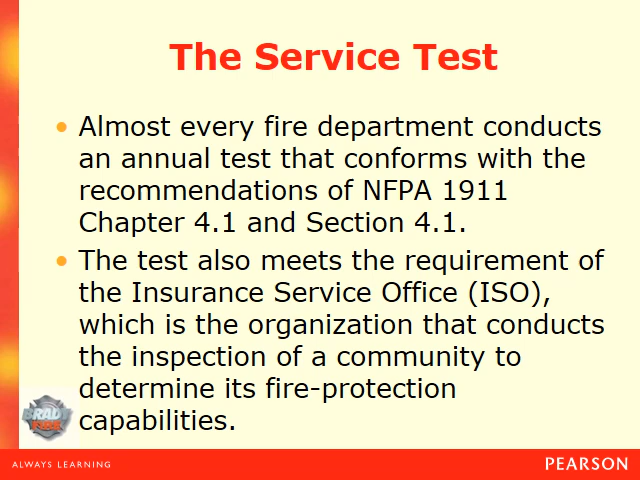 The Service Test
• Almost every fire department conducts
an annual test that conforms with the
recommendations of NFPA 1911
Chapter 4.1 and Section 4.1.
• The test also meets the requirement of
the Insurance Service Office (ISO),
which is the organization that conducts
the inspection of a community to
determine its fire-protection
capabilities.
BRADY
FIRE
ALWAYS LEARNING
PEARSON